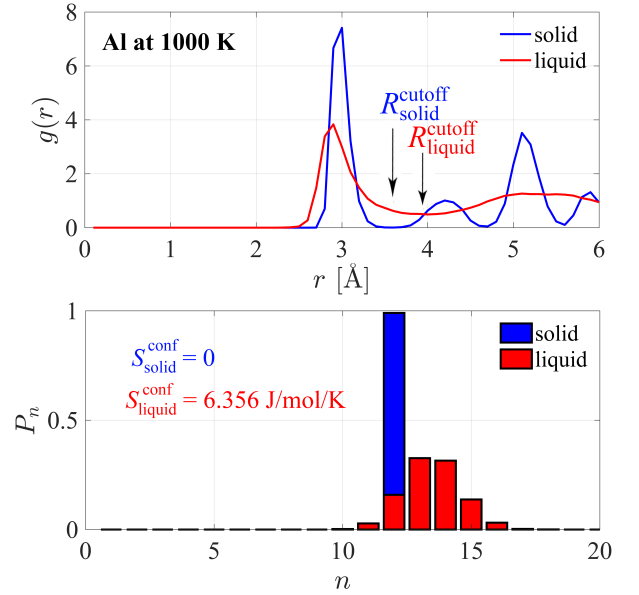 8
6
4
2
0
g(r)
Al at 1000 K
solid
liquid
R_solid^cutoff
R_liquid^cutoff
1 2 3 4 5 6
r [Å]
1
0.5
0
P_n
S_solid^conf = 0
S_liquid^conf = 6.356 J/mol/K
solid
liquid
0 5 10 15 20
n